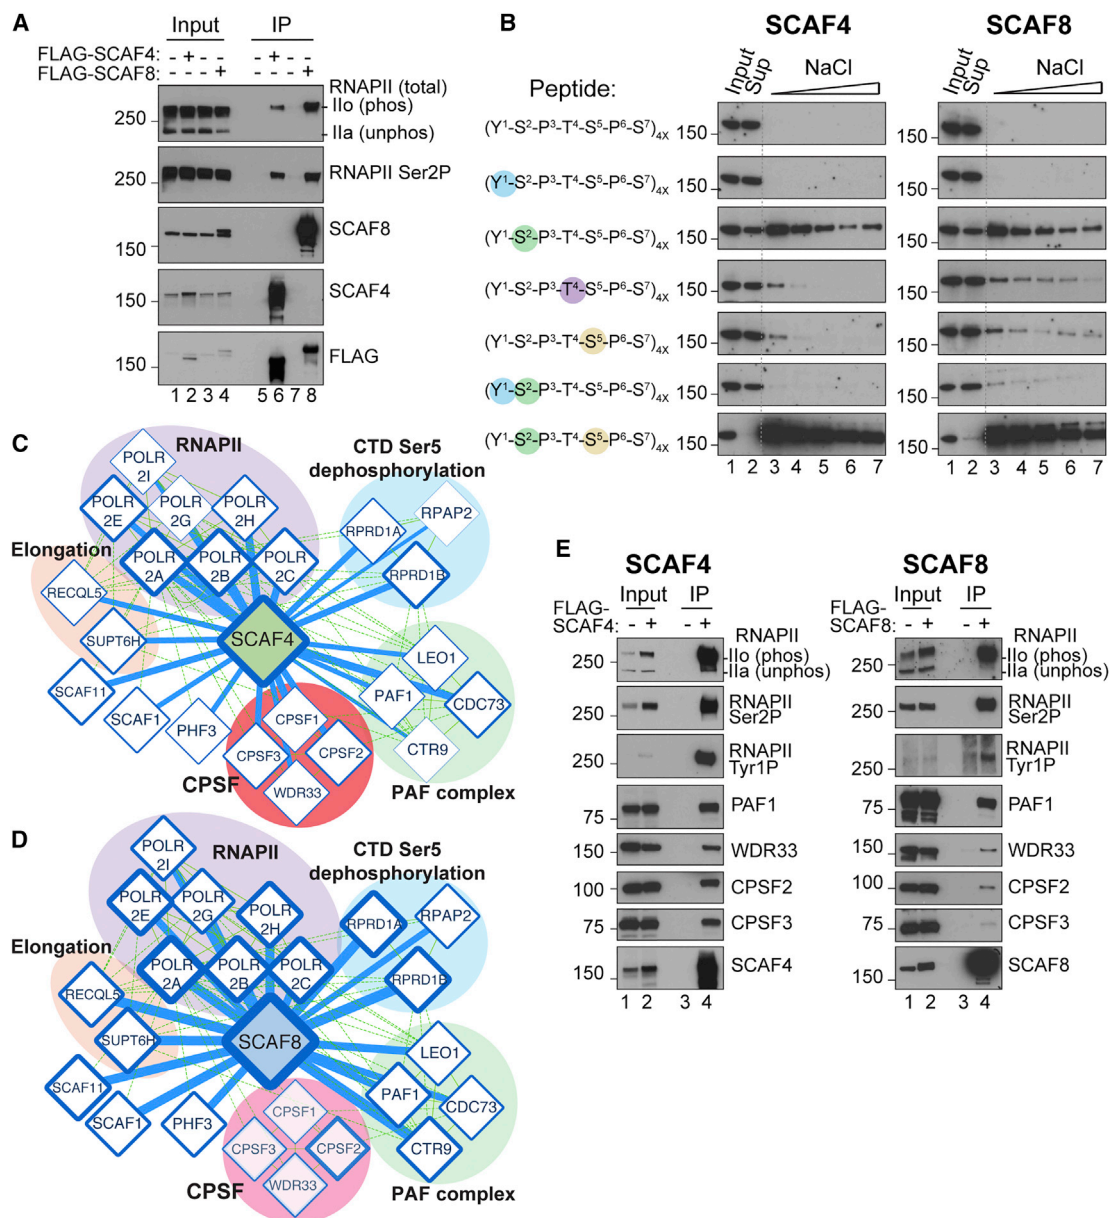 A
Input IP
FLAG-SCAF4: - + - - - + - -
FLAG-SCAF8: - - - + - - - +
RNAPII (total)
250
IIo (phos)
IIa (unphos)
250 RNAPII Ser2P
SCAF8
150
SCAF4
150
FLAG
150
1 2 3 4 5 6 7 8
B
SCAF4 SCAF8
Peptide:
Input Sup NaCl Input Sup NaCl
(Y1-S2-P3-T4-S5-P6-S7)4X 150 150
(Y1-S2-P3-T4-S5-P6-S7)4X 150 150
(Y1-S2-P3-T4-S5-P6-S7)4X 150 150
(Y1-S2-P3-T4-S5-P6-S7)4X 150 150
(Y1-S2-P3-T4-S5-P6-S7)4X 150 150
(Y1-S2-P3-T4-S5-P6-S7)4X 150 150
(Y1-S2-P3-T4-S5-P6-S7)4X 150 150
1 2 3 4 5 6 7 1 2 3 4 5 6 7
C
RNAPII
CTD Ser5
dephosphorylation
POLR
2I
POLR
2E
POLR
2G
POLR
2H
RPRD1A
RPAP2
Elongation
POLR
2A
POLR
2B
POLR
2C
RPRD1B
RECQL5
SUPT6H
SCAF4
LEO1
SCAF11
SCAF1
PHF3
CPSF1
PAF1
CDC73
CPSF3
CPSF2
CTR9
CPSF
WDR33
PAF complex
D
RNAPII
CTD Ser5
dephosphorylation
POLR
2I
POLR
2E
POLR
2G
POLR
2H
RPRD1A
RPAP2
Elongation
POLR
2A
POLR
2B
POLR
2C
RPRD1B
RECQL5
SUPT6H
SCAF8
LEO1
SCAF11
SCAF1
PHF3
CPSF1
PAF1
CDC73
CPSF3
CPSF2
CTR9
CPSF
WDR33
PAF complex
E
SCAF4
Input IP
FLAG-
SCAF4: - + - +
RNAPII
250
IIo (phos)
IIa (unphos)
250 RNAPII
Ser2P
250 RNAPII
Tyr1P
75 PAF1
150 WDR33
100 CPSF2
75 CPSF3
150 SCAF4
1 2 3 4
SCAF8
Input IP
FLAG-
SCAF8: - + - +
RNAPII
250
IIo (phos)
IIa (unphos)
250 RNAPII
Ser2P
250 RNAPII
Tyr1P
75 PAF1
150 WDR33
100 CPSF2
75 CPSF3
150 SCAF8
1 2 3 4